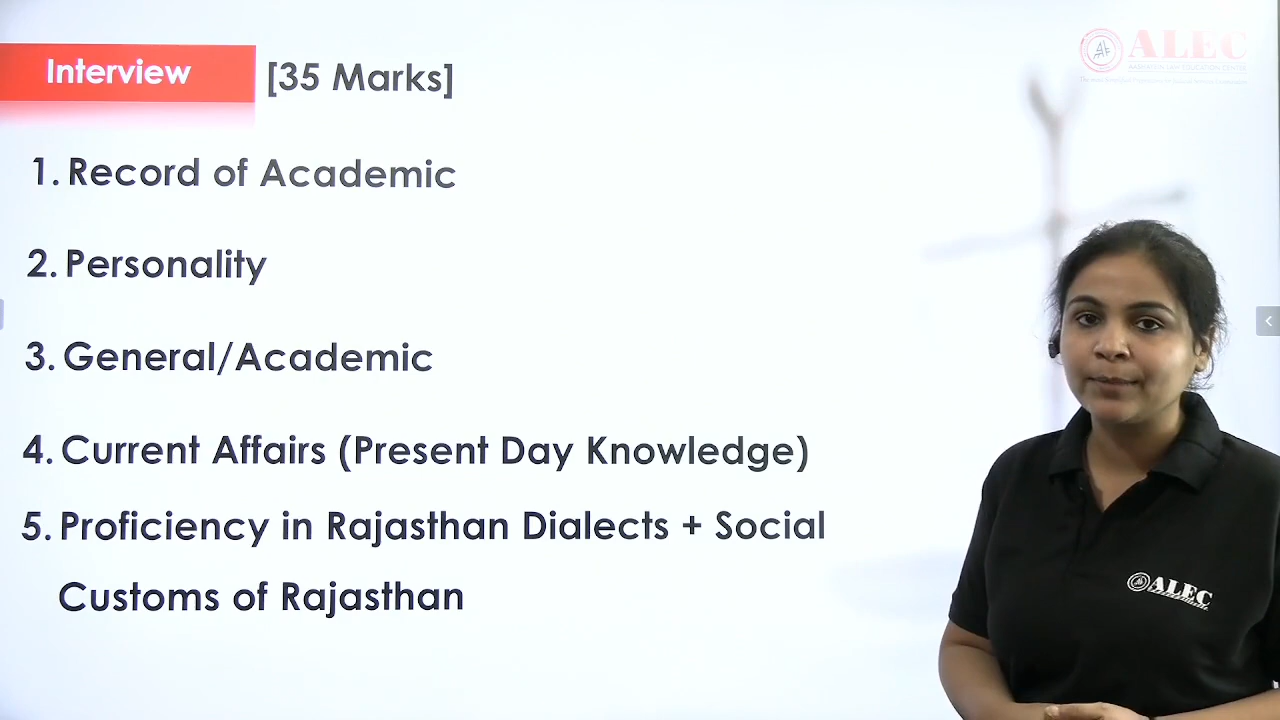 Interview [35 Marks]
ALEC
1. Record of Academic
2. Personality
3. General/Academic
4. Current Affairs (Present Day Knowledge)
5. Proficiency in Rajasthan Dialects + Social
Customs of Rajasthan
ALEC